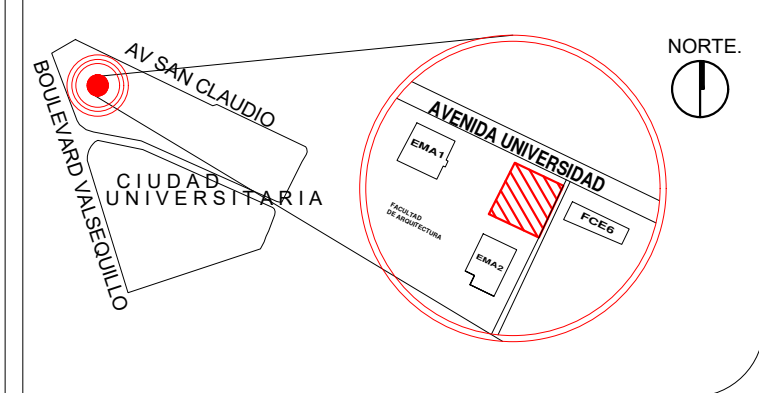 NORTE.
AV SAN CLAUDIO
BOULEVARD VALSEQUILLO
CIUDAD
UNIVERSITARIA
AVENIDA UNIVERSIDAD
EMA1
FACULTAD
DE ARQUITECTURA
FCE6
EMA2